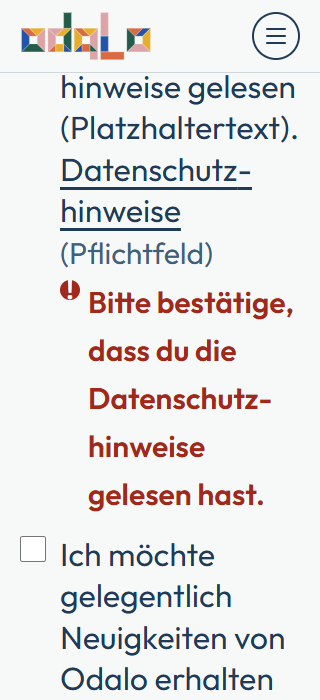 odalo
hinweise gelesen
(Platzhaltertext).
Datenschutz-
hinweise
(Pflichtfeld)
Bitte bestätige,
dass du die
Datenschutz-
hinweise
gelesen hast.
Ich möchte
gelegentlich
Neuigkeiten von
Odalo erhalten